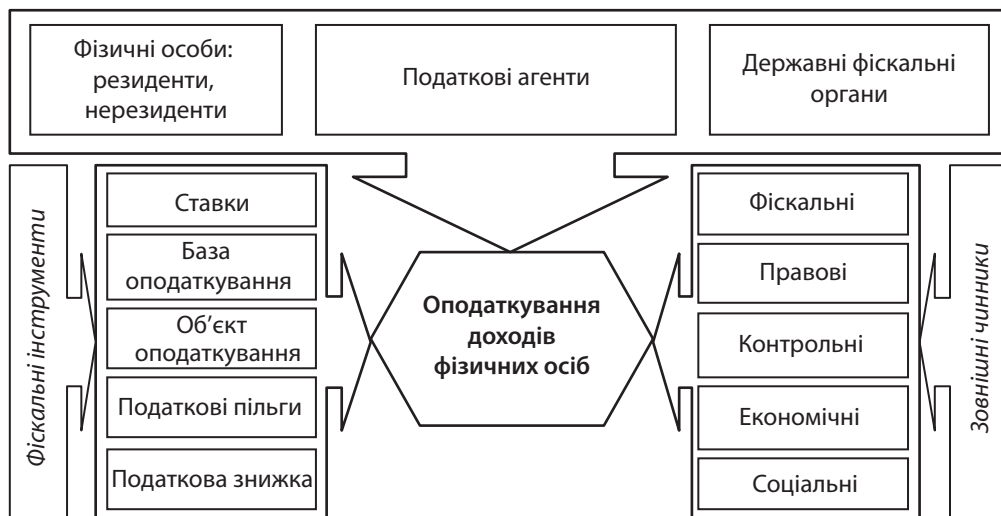 Фізичні особи:
резиденти,
нерезиденти
Податкові агенти
Державні фіскальні
органи
Фіскальні інструменти
Ставки
База
оподаткування
Об’єкт
оподаткування
Податкові пільги
Податкова знижка
Оподаткування
доходів
фізичних осіб
Фіскальні
Правові
Контрольні
Економічні
Соціальні
Зовнішні чинники